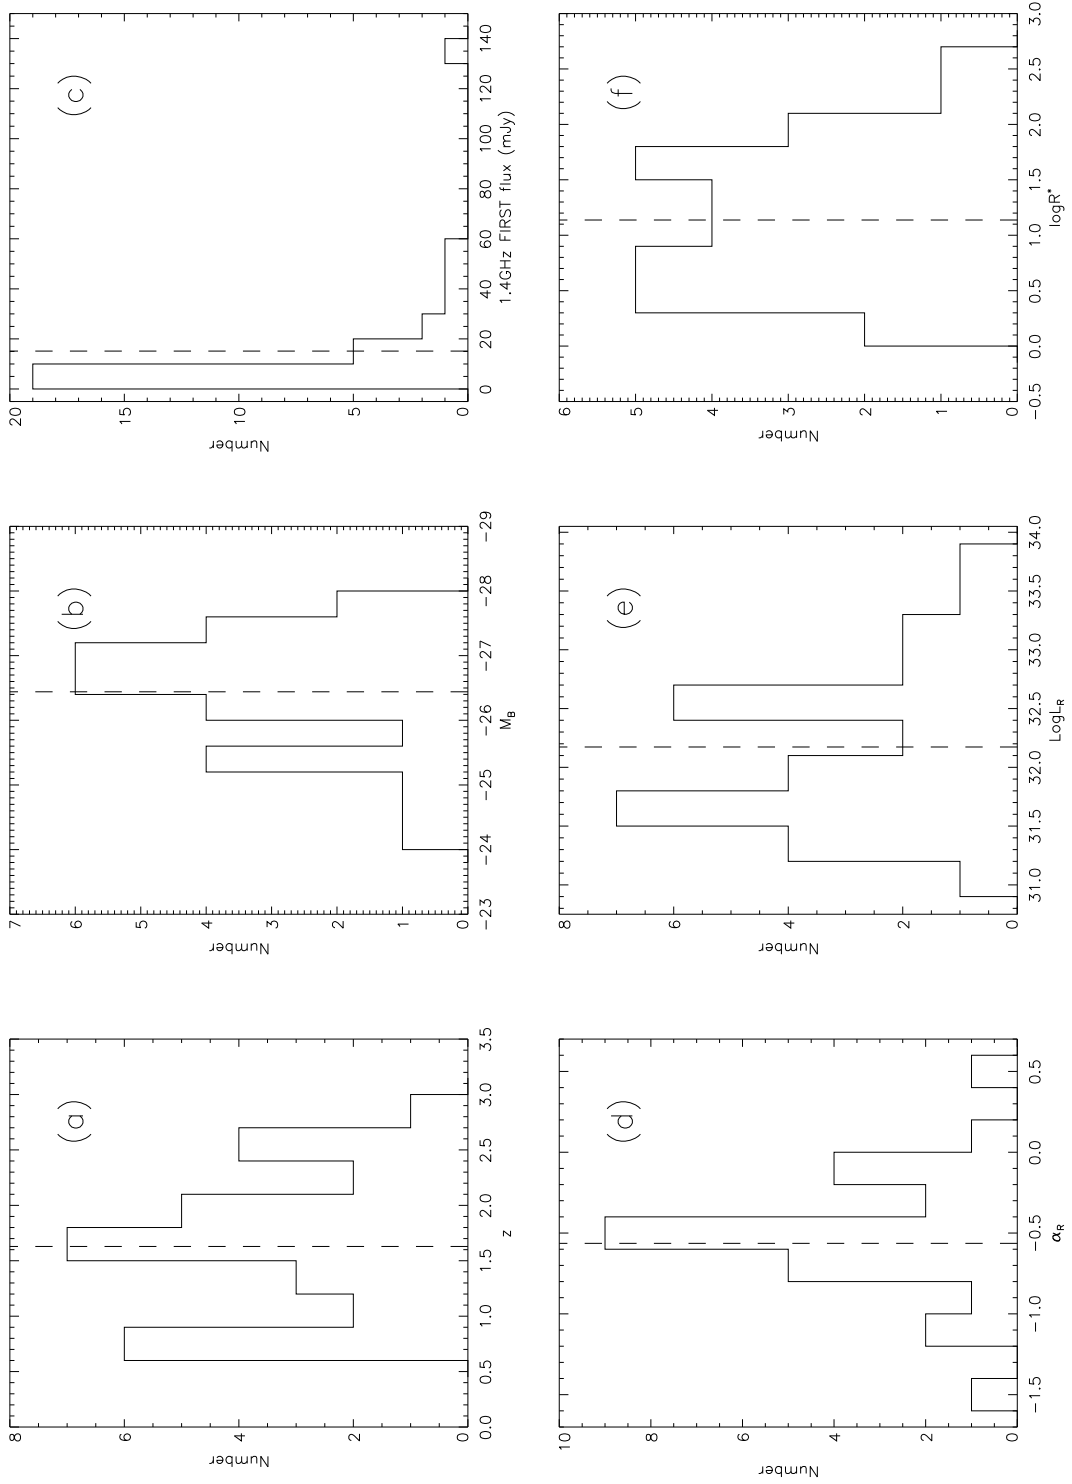 (a)
8
6
4
2
0
Number
0.0 0.5 1.0 1.5 2.0 2.5 3.0 3.5
z
(b)
7
6
5
4
3
2
1
0
Number
-23 -24 -25 -26 -27 -28 -29
M_B
(c)
20
15
10
5
0
Number
0 20 40 60 80 100 120 140
1.4GHz FIRST flux (mJy)
(d)
10
8
6
4
2
0
Number
-1.5 -1.0 -0.5 0.0 0.5
α_R
(e)
8
6
4
2
0
Number
31.0 31.5 32.0 32.5 33.0 33.5 34.0
LogL_R
(f)
6
5
4
3
2
1
0
Number
-0.5 0.0 0.5 1.0 1.5 2.0 2.5 3.0
logR*